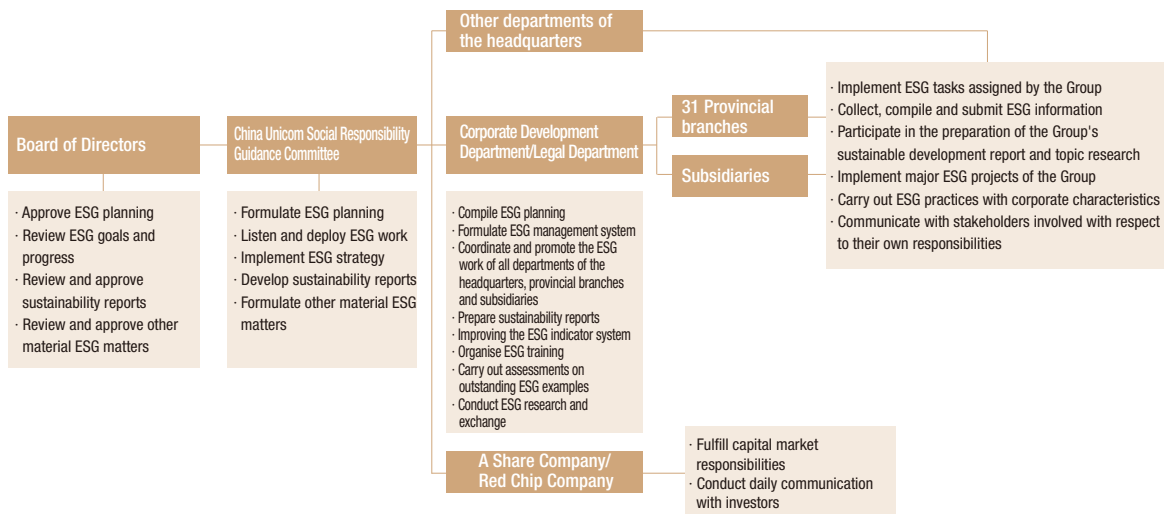 Board of Directors
· Approve ESG planning
· Review ESG goals and
progress
· Review and approve
sustainability reports
· Review and approve other
material ESG matters
China Unicom Social Responsibility
Guidance Committee
· Formulate ESG planning
· Listen and deploy ESG work
· Implement ESG strategy
· Develop sustainability reports
· Formulate other material ESG
matters
Other departments of
the headquarters
Corporate Development
Department/Legal Department
· Compile ESG planning
· Formulate ESG management system
· Coordinate and promote the ESG
work of all departments of the
headquarters, provincial branches
and subsidiaries
· Prepare sustainability reports
· Improving the ESG indicator system
· Organise ESG training
· Carry out assessments on
outstanding ESG examples
· Conduct ESG research and
exchange
31 Provincial
branches
Subsidiaries
· Implement ESG tasks assigned by the Group
· Collect, compile and submit ESG information
· Participate in the preparation of the Group's
sustainable development report and topic research
· Implement major ESG projects of the Group
· Carry out ESG practices with corporate characteristics
· Communicate with stakeholders involved with respect
to their own responsibilities
A Share Company/
Red Chip Company
· Fulfill capital market
responsibilities
· Conduct daily communication
with investors